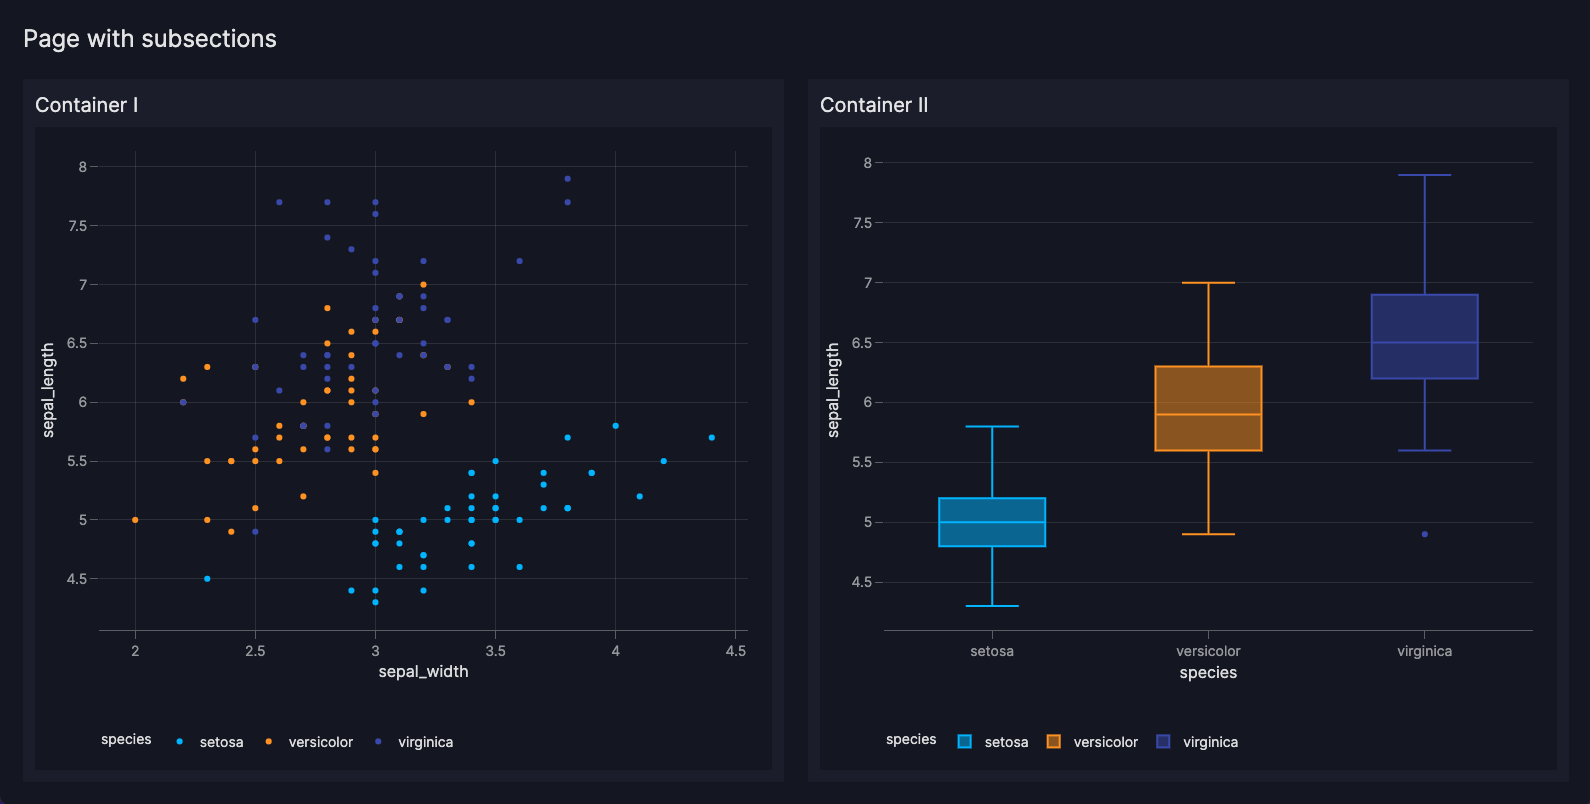 Page with subsections
Container I
8
7.5
7
6.5
6
5.5
5
4.5
sepal_length
2 2.5 3 3.5 4 4.5
sepal_width
species setosa versicolor virginica
Container II
8
7.5
7
6.5
6
5.5
5
4.5
sepal_length
setosa versicolor virginica
species
species setosa versicolor virginica